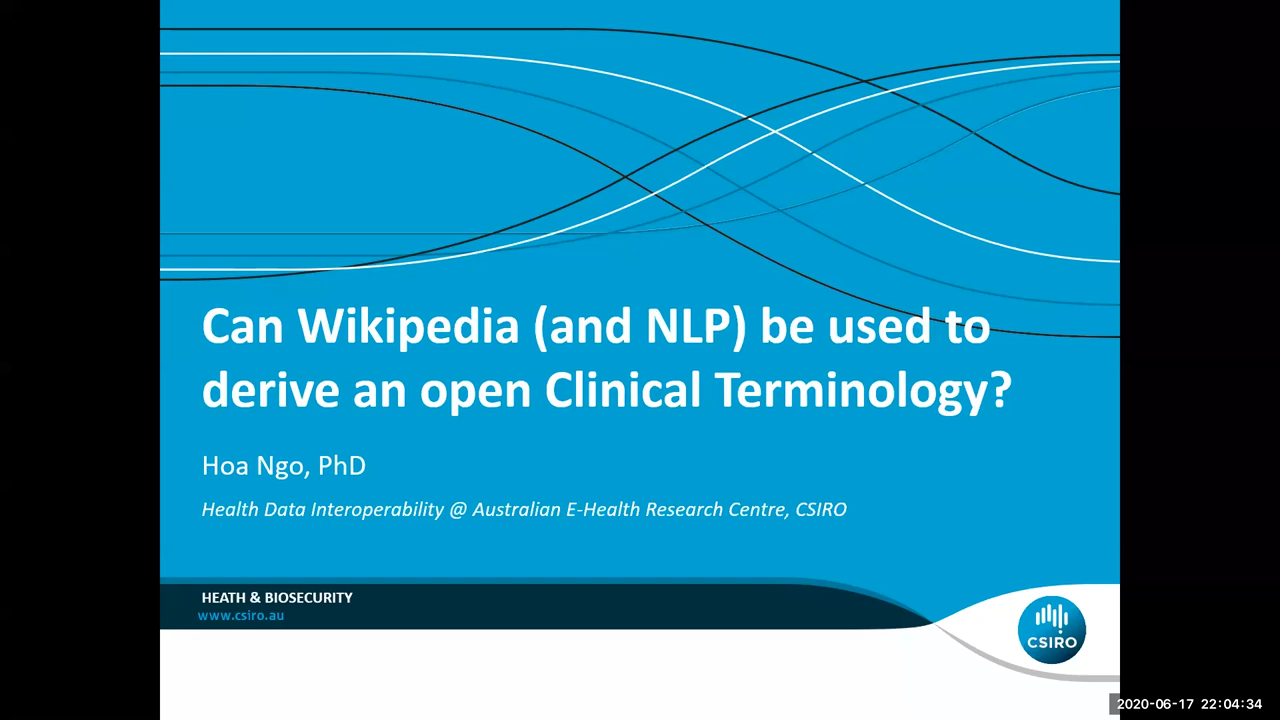 Can Wikipedia (and NLP) be used to
derive an open Clinical Terminology?
Hoa Ngo, PhD
Health Data Interoperability @ Australian E-Health Research Centre, CSIRO
HEATH & BIOSECURITY
www.csiro.au
CSIRO
2020-06-17 22:04:34